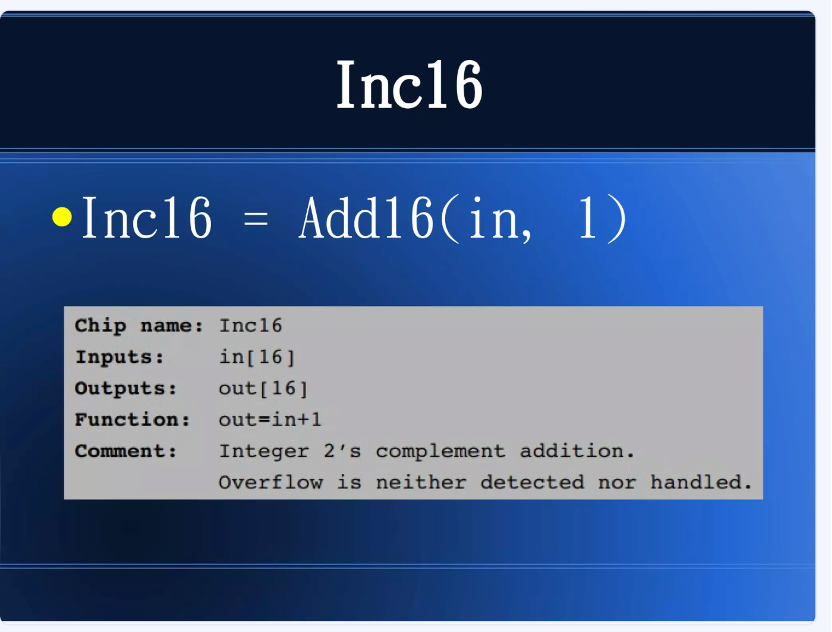 Inc16
•Inc16 = Add16(in, 1)
Chip name: Inc16
Inputs: in[16]
Outputs: out[16]
Function: out=in+1
Comment: Integer 2's complement addition.
Overflow is neither detected nor handled.